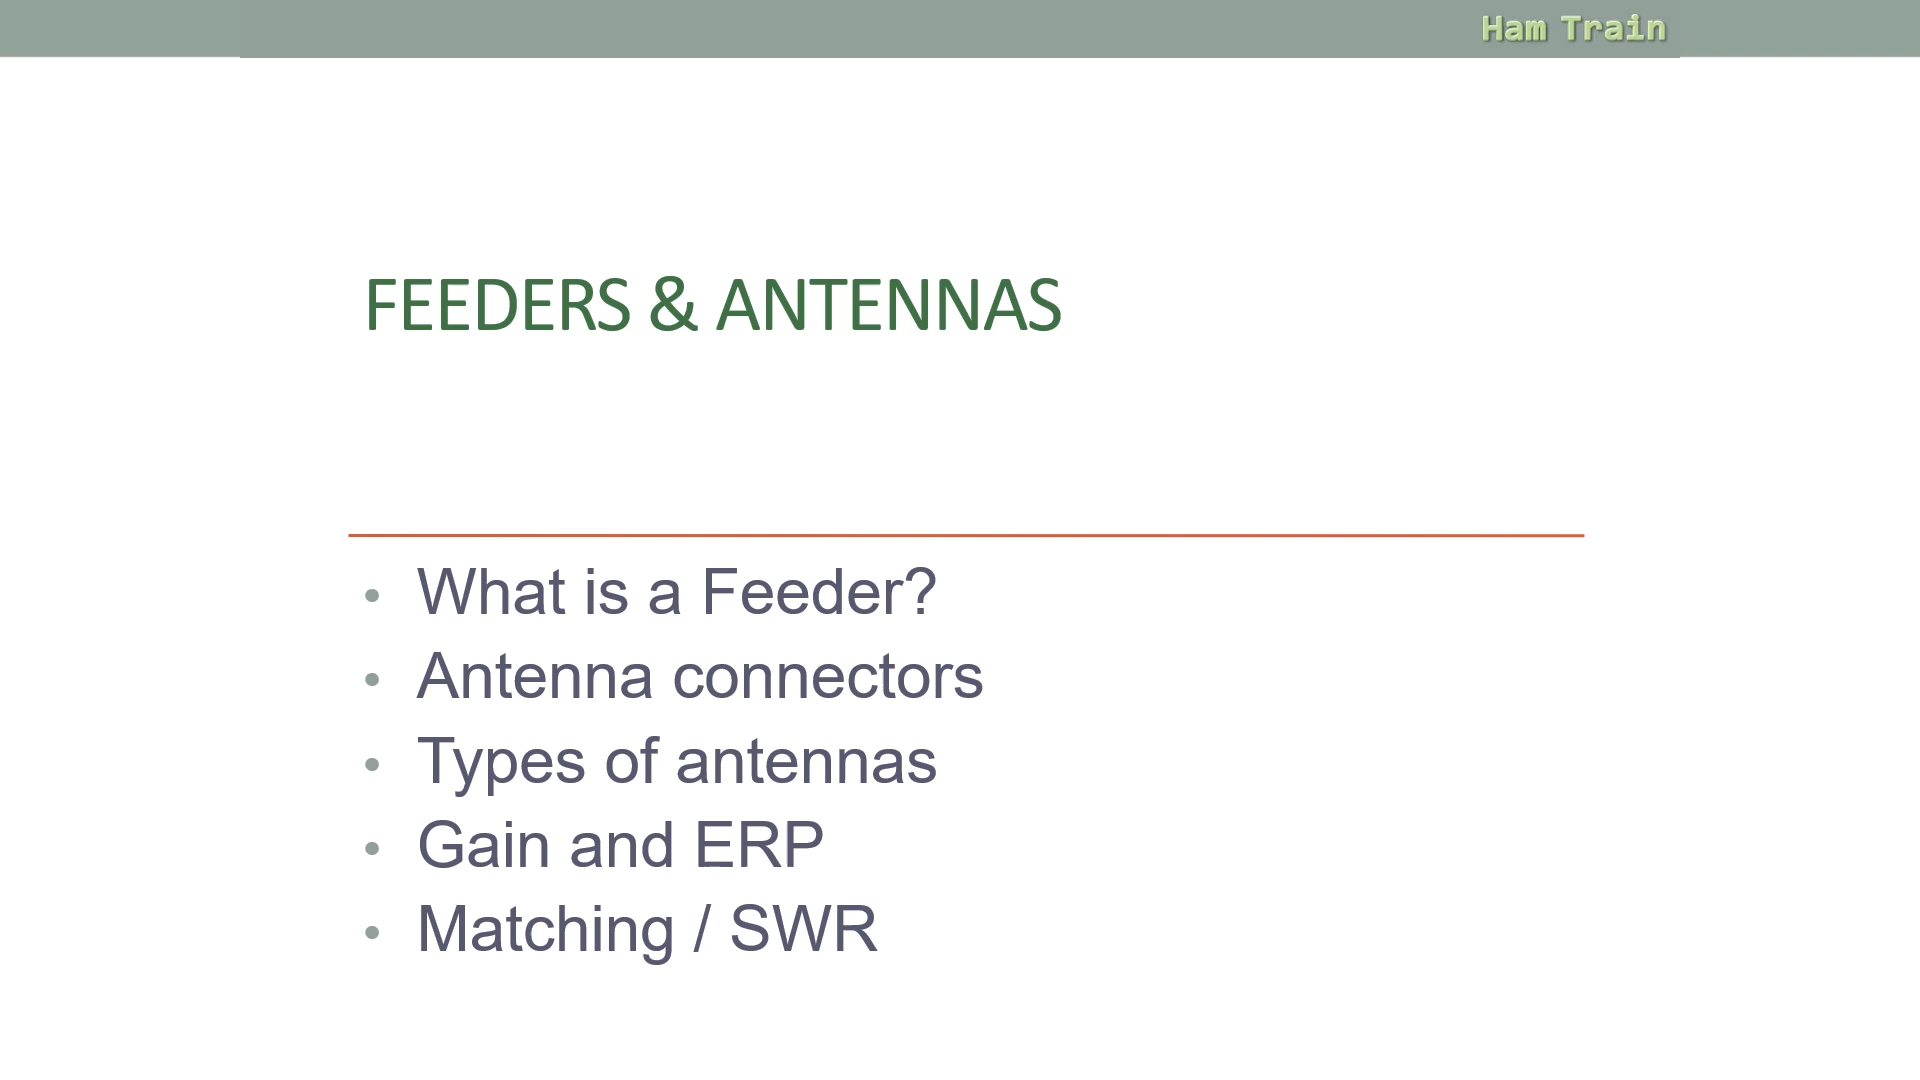 Ham Train
FEEDERS & ANTENNAS
• What is a Feeder?
• Antenna connectors
• Types of antennas
• Gain and ERP
• Matching / SWR